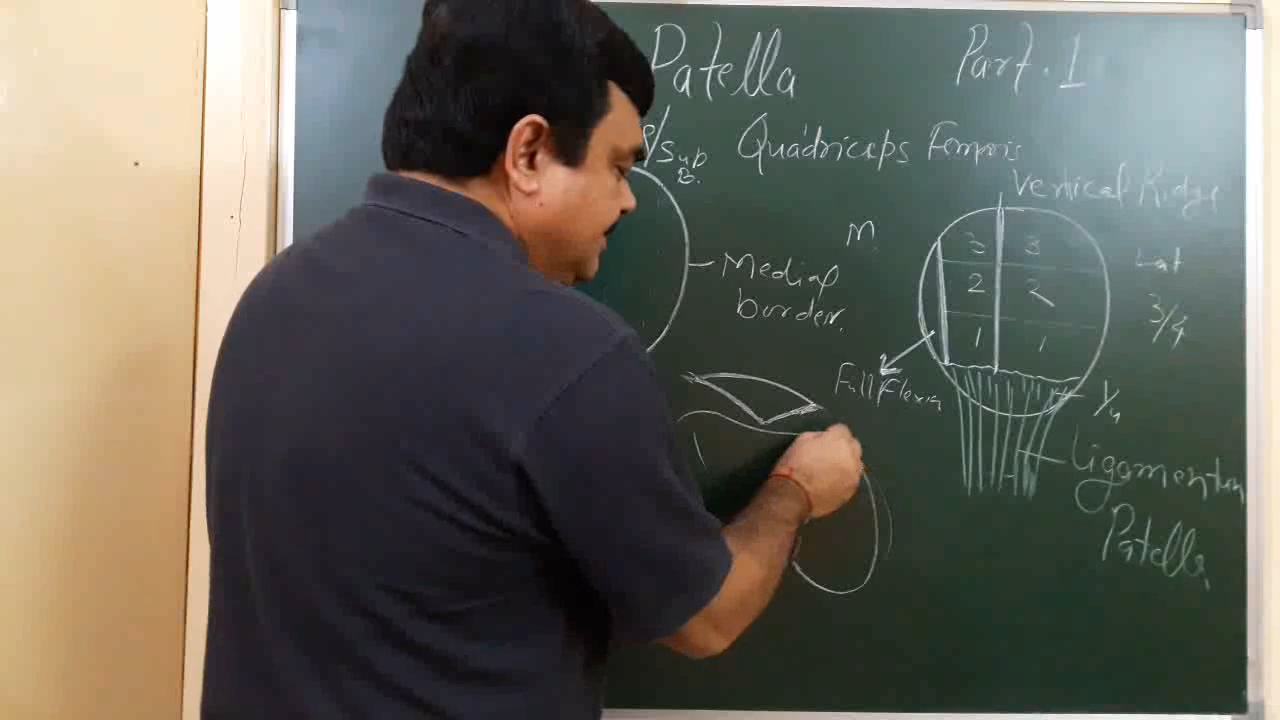 Patella Part. 1
Sub Quadriceps Femoris
B.
Vertical Ridge
M.
3 3
Lat
Medial
2 2
border.
3/4
1 1
Full Flexion
1/4
Ligamentum
Patella